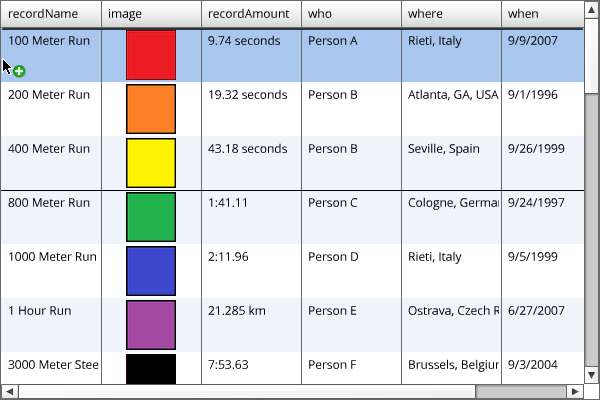 recordName image recordAmount who where when
100 Meter Run 9.74 seconds Person A Rieti, Italy 9/9/2007
200 Meter Run 19.32 seconds Person B Atlanta, GA, USA 9/1/1996
400 Meter Run 43.18 seconds Person B Seville, Spain 9/26/1999
800 Meter Run 1:41.11 Person C Cologne, Germa 9/24/1997
1000 Meter Run 2:11.96 Person D Rieti, Italy 9/5/1999
1 Hour Run 21.285 km Person E Ostrava, Czech R 6/27/2007
3000 Meter Stee 7:53.63 Person F Brussels, Belgiu 9/3/2004